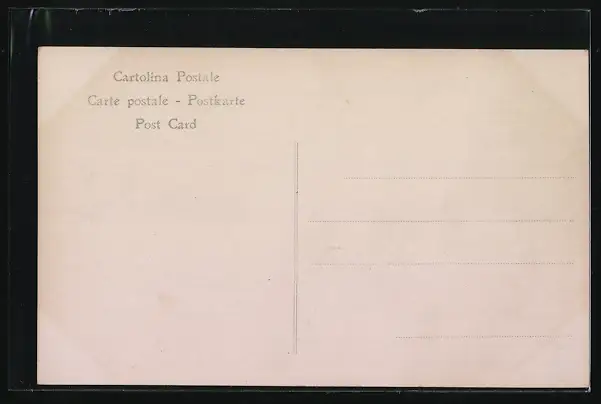 Cartolina Postale
Carte postale - Postkarte
Post Card